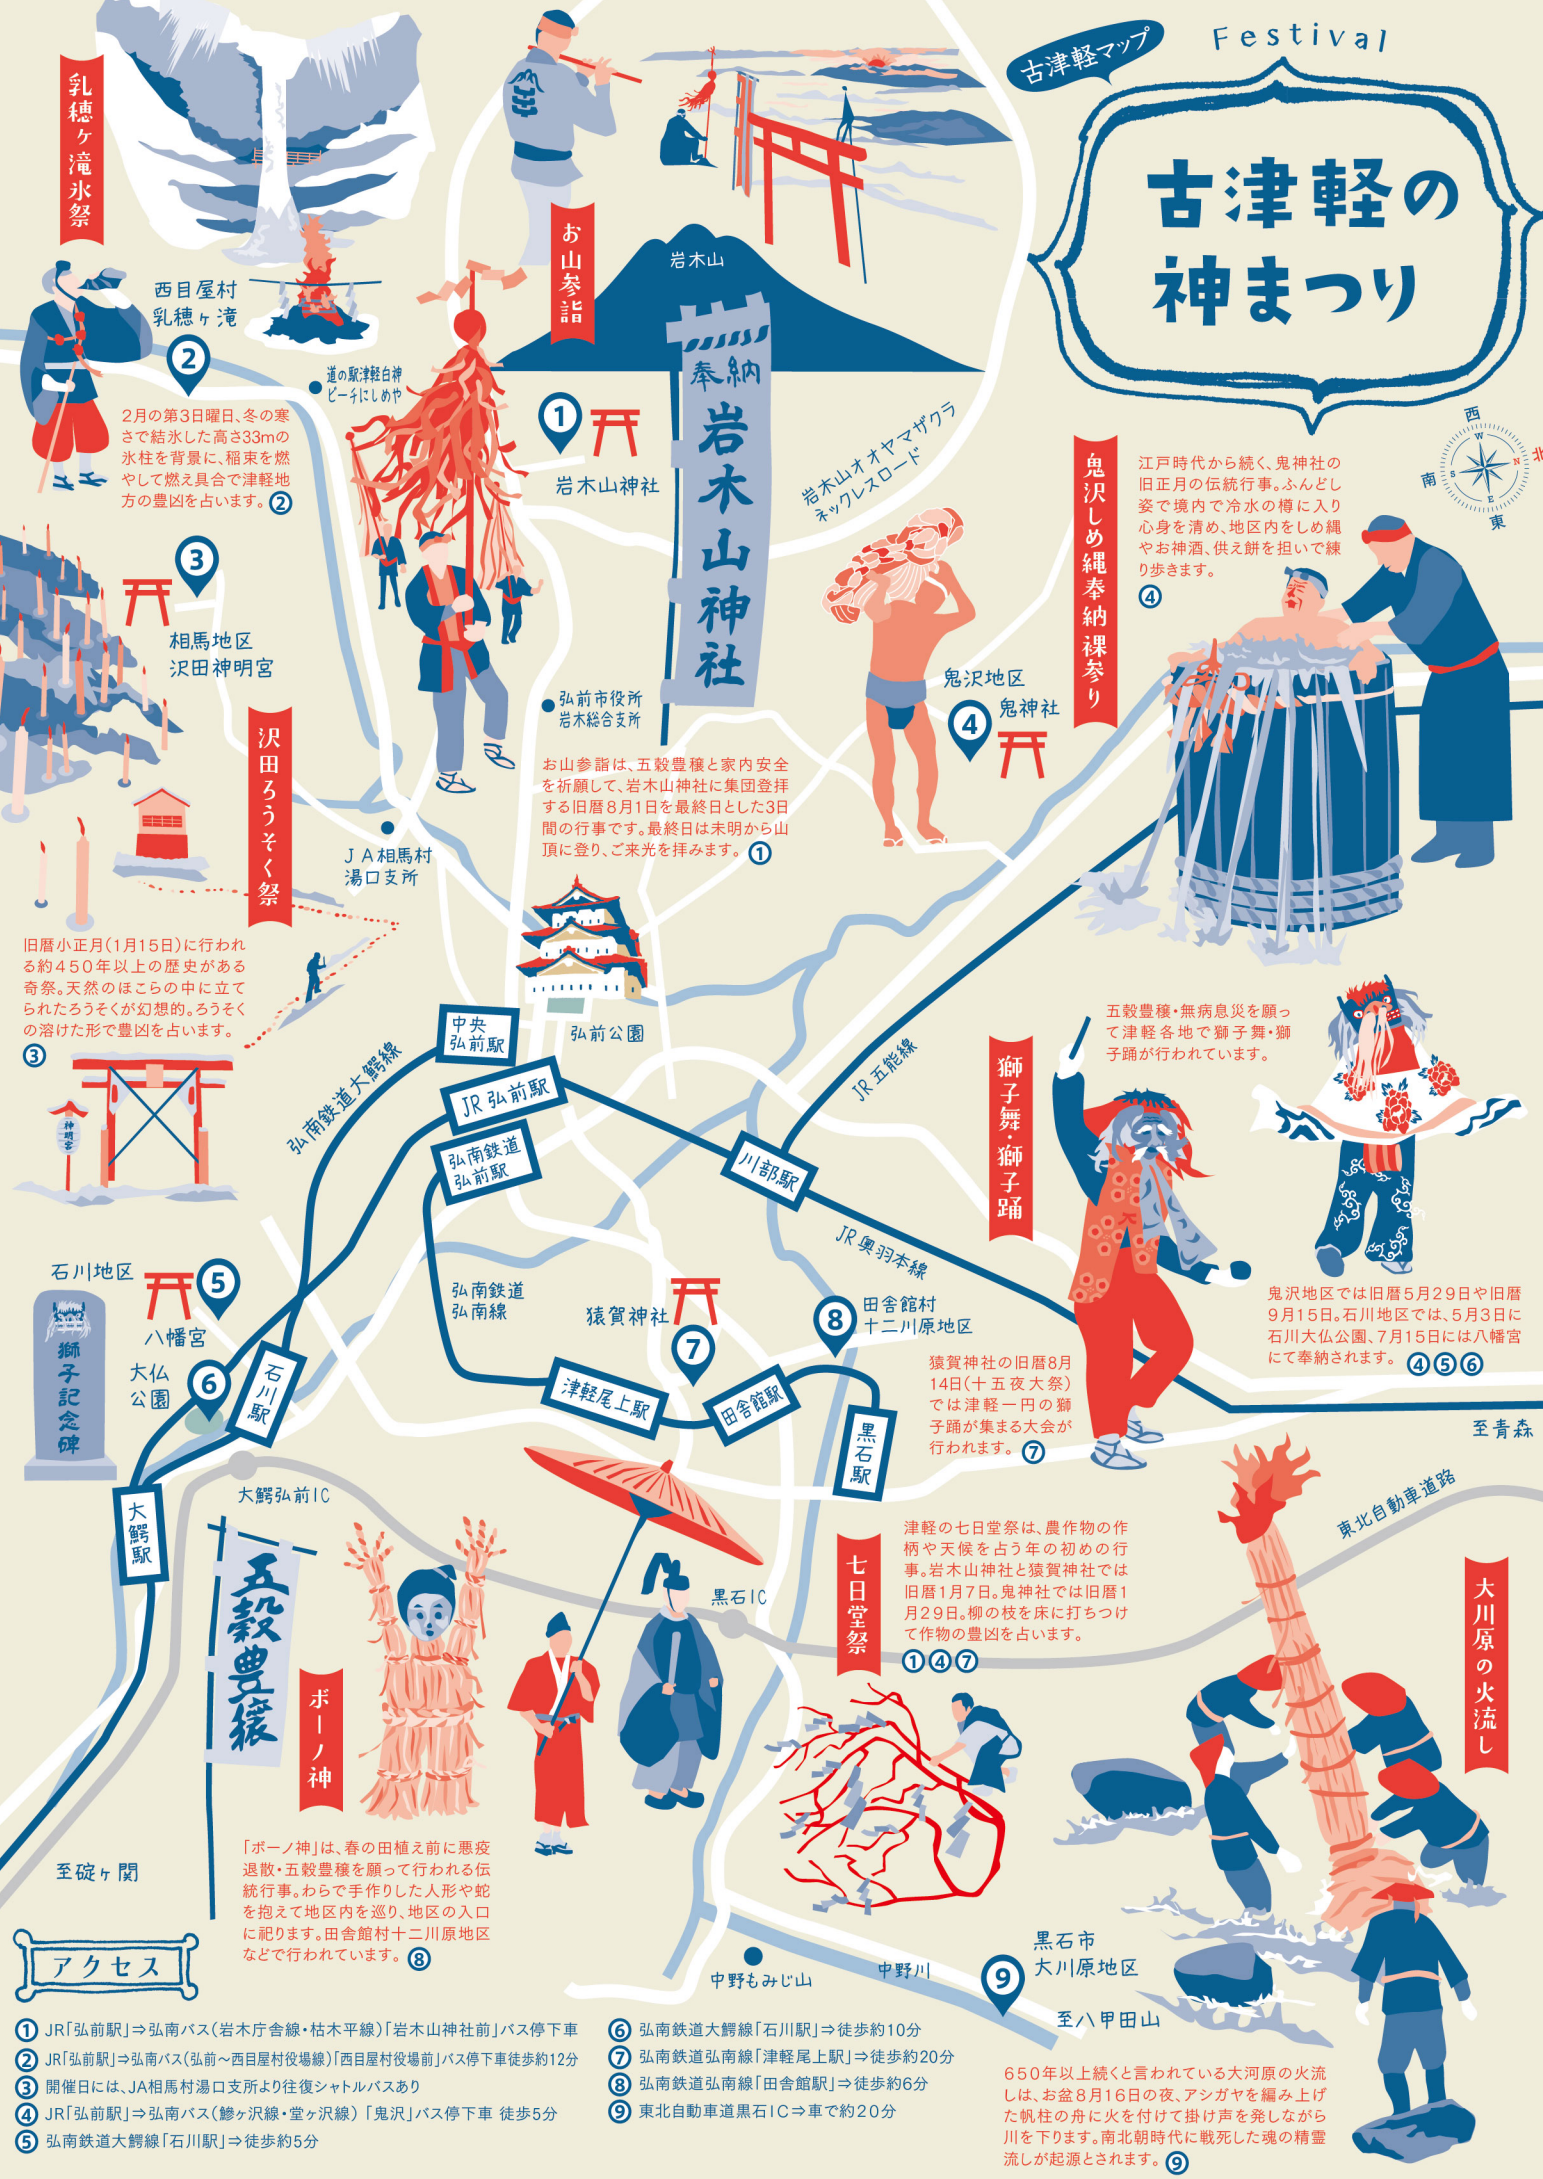 古津軽マップ
Festival
古津軽の
神まつり
乳穂ヶ滝氷祭
西目屋村
乳穂ヶ滝
2
道の駅津軽白神
ビーチにしめや
2月の第3日曜日、冬の寒
さで結氷した高さ33mの
氷柱を背景に、稲束を燃
やして燃え具合で津軽地
方の豊凶を占います。②
お山参詣
岩木山
奉納
岩木山神社
1
岩木山神社
岩木山オオヤマザクラ
ネックレスロード
西
W
南
S
N
北
E
東
鬼沢しめ縄奉納裸参り
江戸時代から続く、鬼神社の
旧正月の伝統行事。ふんどし
姿で境内で冷水の樽に入り
心身を清め、地区内をしめ縄
やお神酒、供え餅を担いで練
り歩きます。
④
3
相馬地区
沢田神明宮
弘前市役所
岩木総合支所
鬼沢地区
4
鬼神社
沢田ろうそく祭
お山参詣は、五穀豊穣と家内安全
を祈願して、岩木山神社に集団登拝
する旧暦8月1日を最終日とした3日
間の行事です。最終日は未明から山
頂に登り、ご来光を拝みます。①
JA相馬村
湯口支所
旧暦小正月(1月15日)に行われ
る約450年以上の歴史がある
奇祭。天然のほこらの中に立て
られたろうそくが幻想的。ろうそく
の溶けた形で豊凶を占います。
③
神明宮
弘前公園
中央
弘前駅
JR 弘前駅
弘南鉄道
弘前駅
弘南鉄道大鰐線
JR 五能線
川部駅
JR 奥羽本線
獅子舞・獅子踊
五穀豊穣・無病息災を願っ
て津軽各地で獅子舞・獅
子踊が行われています。
鬼沢地区では旧暦5月29日や旧暦
9月15日。石川地区では、5月3日に
石川大仏公園、7月15日には八幡宮
にて奉納されます。④⑤⑥
石川地区
5
八幡宮
獅子記念碑
大仏
公園
6
石川駅
弘南鉄道
弘南線
猿賀神社
7
8
田舎館村
十二川原地区
津軽尾上駅
田舎館駅
黒石駅
猿賀神社の旧暦8月
14日(十五夜大祭)
では津軽一円の獅
子踊が集まる大会が
行われます。⑦
至青森
大鰐弘前IC
大鰐駅
東北自動車道路
五穀豊穣
ボーノ神
黒石IC
七日堂祭
津軽の七日堂祭は、農作物の作
柄や天候を占う年の初めの行
事。岩木山神社と猿賀神社では
旧暦1月7日。鬼神社では旧暦1
月29日。柳の枝を床に打ちつけ
て作物の豊凶を占います。
①④⑦
大川原の火流し
至碇ヶ関
「ボーノ神」は、春の田植え前に悪疫
退散・五穀豊穣を願って行われる伝
統行事。わらで手作りした人形や蛇
を抱えて地区内を巡り、地区の入口
に祀ります。田舎館村十二川原地区
などで行われています。⑧
中野もみじ山
中野川
9
黒石市
大川原地区
至八甲田山
650年以上続くと言われている大河原の火流
しは、お盆8月16日の夜、アシガヤを編み上げ
た帆柱の舟に火を付けて掛け声を発しながら
川を下ります。南北朝時代に戦死した魂の精霊
流しが起源とされます。⑨
アクセス
① JR「弘前駅」⇒弘南バス(岩木庁舎線・枯木平線)「岩木山神社前」バス停下車
② JR「弘前駅」⇒弘南バス(弘前～西目屋村役場線)「西目屋村役場前」バス停下車徒歩約12分
③ 開催日には、JA相馬村湯口支所より往復シャトルバスあり
④ JR「弘前駅」⇒弘南バス(鰺ヶ沢線・堂ヶ沢線)「鬼沢」バス停下車 徒歩5分
⑤ 弘南鉄道大鰐線「石川駅」⇒徒歩約5分
⑥ 弘南鉄道大鰐線「石川駅」⇒徒歩約10分
⑦ 弘南鉄道弘南線「津軽尾上駅」⇒徒歩約20分
⑧ 弘南鉄道弘南線「田舎館駅」⇒徒歩約6分
⑨ 東北自動車道黒石IC⇒車で約20分